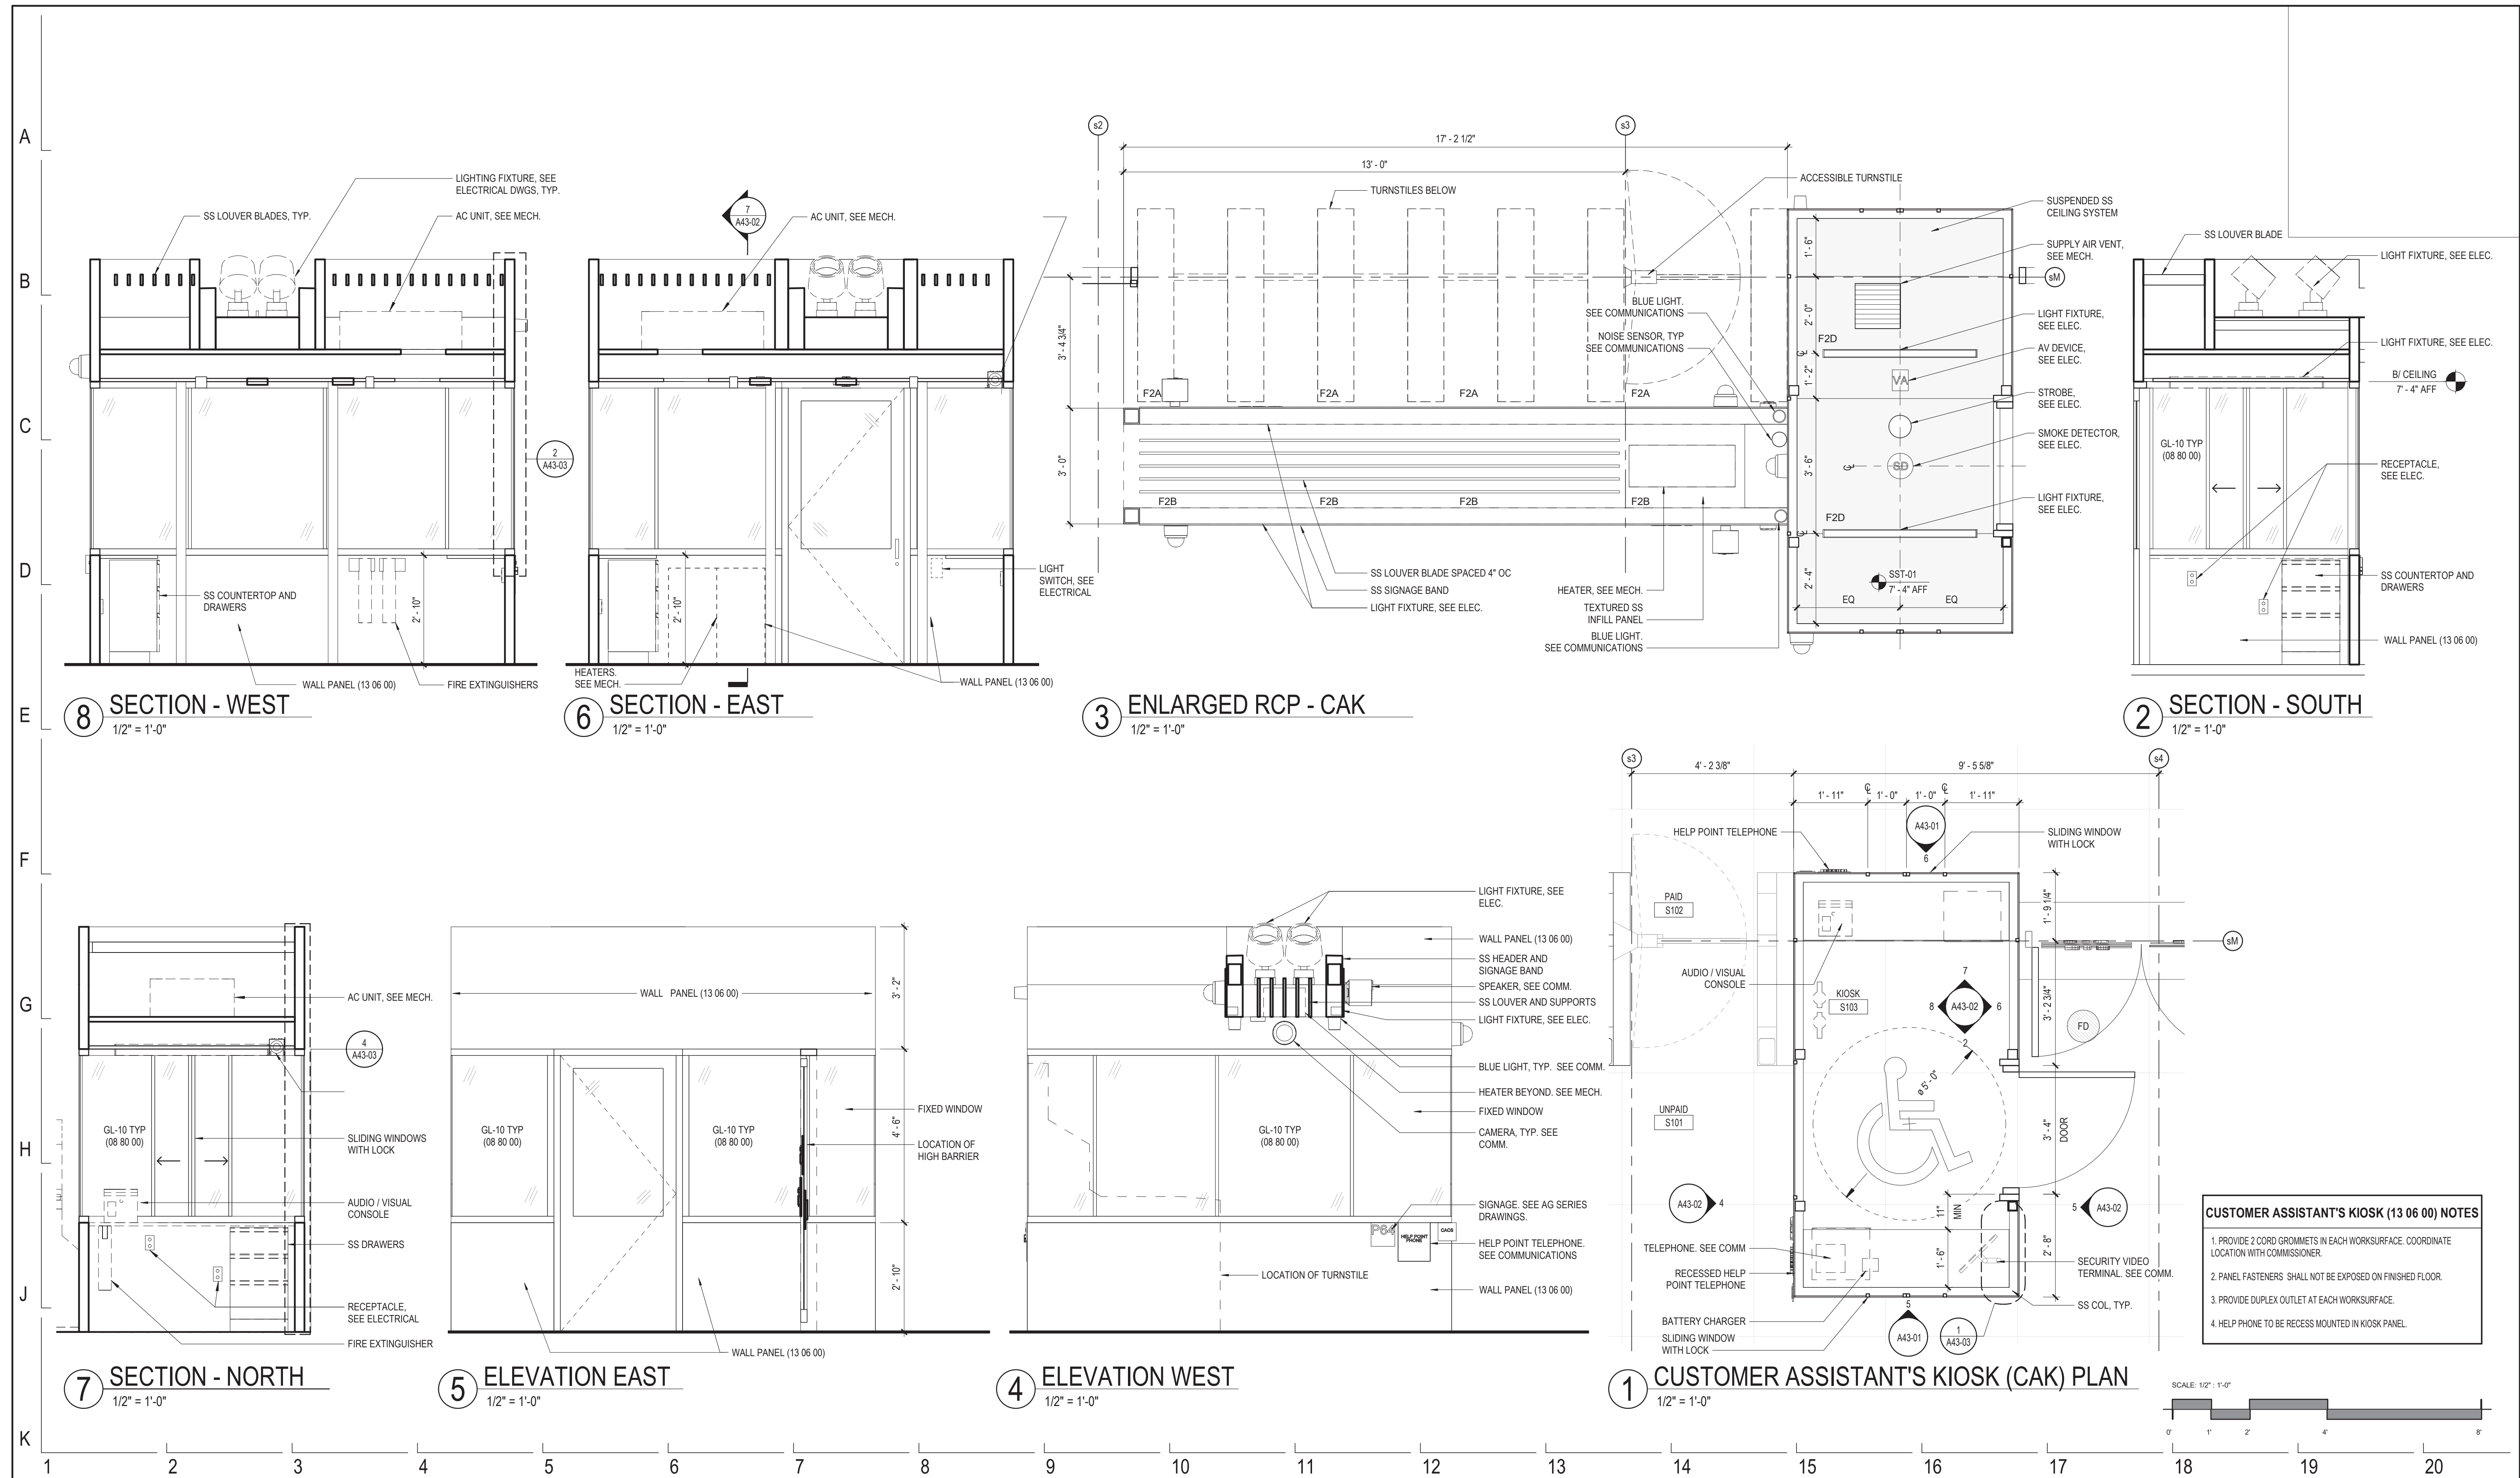 A
B
C
D
E
F
G
H
J
K
LIGHTING FIXTURE, SEE
ELECTRICAL DWGS, TYP.
SS LOUVER BLADES, TYP.
AC UNIT, SEE MECH.
2
A43-03
SS COUNTERTOP AND
DRAWERS
2' - 10"
WALL PANEL (13 06 00)
FIRE EXTINGUISHERS
8
SECTION - WEST
1/2" = 1'-0"
7
A43-02
AC UNIT, SEE MECH.
LIGHT
SWITCH, SEE
ELECTRICAL
2' - 10"
HEATERS.
SEE MECH.
WALL PANEL (13 06 00)
6
SECTION - EAST
1/2" = 1'-0"
s2
s3
17' - 2 1/2"
13' - 0"
TURNSTILES BELOW
ACCESSIBLE TURNSTILE
SUSPENDED SS
CEILING SYSTEM
SUPPLY AIR VENT,
SEE MECH.
sM
1' - 6"
2' - 0"
BLUE LIGHT.
SEE COMMUNICATIONS
NOISE SENSOR, TYP
SEE COMMUNICATIONS
LIGHT FIXTURE,
SEE ELEC.
F2D
AV DEVICE,
SEE ELEC.
1' - 2"
VA
3' - 4 3/4"
F2A
F2A
F2A
F2A
STROBE,
SEE ELEC.
SMOKE DETECTOR,
SEE ELEC.
3' - 0"
3' - 6"
SD
F2B
F2B
F2B
F2B
LIGHT FIXTURE,
SEE ELEC.
F2D
SS LOUVER BLADE SPACED 4" OC
SS SIGNAGE BAND
LIGHT FIXTURE, SEE ELEC.
HEATER, SEE MECH.
TEXTURED SS
INFILL PANEL
BLUE LIGHT.
SEE COMMUNICATIONS
2' - 4"
SST-01
7' - 4" AFF
EQ
EQ
3
ENLARGED RCP - CAK
1/2" = 1'-0"
SS LOUVER BLADE
LIGHT FIXTURE, SEE ELEC.
LIGHT FIXTURE, SEE ELEC.
B/ CEILING
7' - 4" AFF
GL-10 TYP
(08 80 00)
RECEPTACLE,
SEE ELEC.
SS COUNTERTOP AND
DRAWERS
WALL PANEL (13 06 00)
2
SECTION - SOUTH
1/2" = 1'-0"
AC UNIT, SEE MECH.
4
A43-03
GL-10 TYP
(08 80 00)
SLIDING WINDOWS
WITH LOCK
AUDIO / VISUAL
CONSOLE
SS DRAWERS
RECEPTACLE,
SEE ELECTRICAL
FIRE EXTINGUISHER
7
SECTION - NORTH
1/2" = 1'-0"
WALL PANEL (13 06 00)
3' - 2"
GL-10 TYP
(08 80 00)
GL-10 TYP
(08 80 00)
FIXED WINDOW
4' - 6"
LOCATION OF
HIGH BARRIER
2' - 10"
WALL PANEL (13 06 00)
5
ELEVATION EAST
1/2" = 1'-0"
LIGHT FIXTURE, SEE
ELEC.
WALL PANEL (13 06 00)
SS HEADER AND
SIGNAGE BAND
SPEAKER, SEE COMM.
SS LOUVER AND SUPPORTS
LIGHT FIXTURE, SEE ELEC.
BLUE LIGHT, TYP. SEE COMM.
HEATER BEYOND. SEE MECH.
FIXED WINDOW
CAMERA, TYP. SEE
COMM.
GL-10 TYP
(08 80 00)
SIGNAGE. SEE AG SERIES
DRAWINGS.
P64
HELP POINT
PHONE
CAC6
HELP POINT TELEPHONE.
SEE COMMUNICATIONS
LOCATION OF TURNSTILE
WALL PANEL (13 06 00)
4
ELEVATION WEST
1/2" = 1'-0"
s3
s4
4' - 2 3/8"
9' - 5 5/8"
1' - 11"
1' - 0"
1' - 0"
1' - 11"
HELP POINT TELEPHONE
A43-01
6
SLIDING WINDOW
WITH LOCK
PAID
S102
1' - 9 1/4"
sM
AUDIO / VISUAL
CONSOLE
KIOSK
S103
7
8
A43-02
6
2
3' - 2 3/4"
FD
ø 5' - 0"
UNPAID
S101
3' - 4"
DOOR
A43-02
4
5
A43-02
11"
MIN
TELEPHONE. SEE COMM
1' - 6"
2' - 8"
SECURITY VIDEO
TERMINAL. SEE COMM.
RECESSED HELP
POINT TELEPHONE
SS COL, TYP.
BATTERY CHARGER
SLIDING WINDOW
WITH LOCK
5
A43-01
1
A43-03
1
CUSTOMER ASSISTANT'S KIOSK (CAK) PLAN
1/2" = 1'-0"
CUSTOMER ASSISTANT'S KIOSK (13 06 00) NOTES
1. PROVIDE 2 CORD GROMMETS IN EACH WORKSURFACE. COORDINATE
LOCATION WITH COMMISSIONER.
2. PANEL FASTENERS SHALL NOT BE EXPOSED ON FINISHED FLOOR.
3. PROVIDE DUPLEX OUTLET AT EACH WORKSURFACE.
4. HELP PHONE TO BE RECESS MOUNTED IN KIOSK PANEL.
SCALE: 1/2" : 1'-0"
0'
1'
2'
4'
8'
1
2
3
4
5
6
7
8
9
10
11
12
13
14
15
16
17
18
19
20